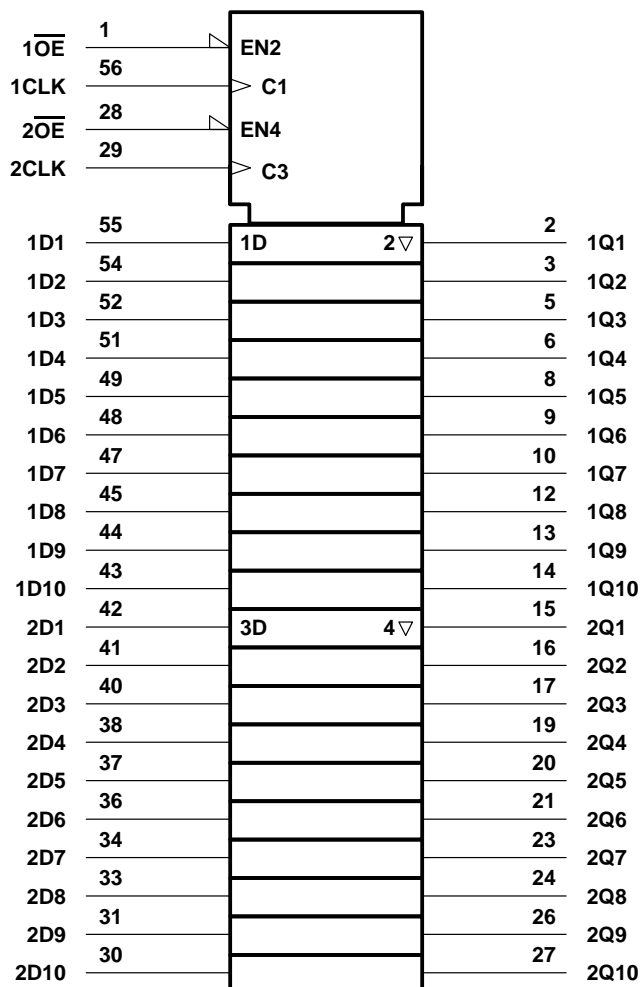 1OE 1 EN2
1CLK 56 C1
2OE 28 EN4
2CLK 29 C3
1D1 55 1D 2 ▽ 2 1Q1
1D2 54 3 1Q2
1D3 52 5 1Q3
1D4 51 6 1Q4
1D5 49 8 1Q5
1D6 48 9 1Q6
1D7 47 10 1Q7
1D8 45 12 1Q8
1D9 44 13 1Q9
1D10 43 14 1Q10
2D1 42 3D 4 ▽ 15 2Q1
2D2 41 16 2Q2
2D3 40 17 2Q3
2D4 38 19 2Q4
2D5 37 20 2Q5
2D6 36 21 2Q6
2D7 34 23 2Q7
2D8 33 24 2Q8
2D9 31 26 2Q9
2D10 30 27 2Q10